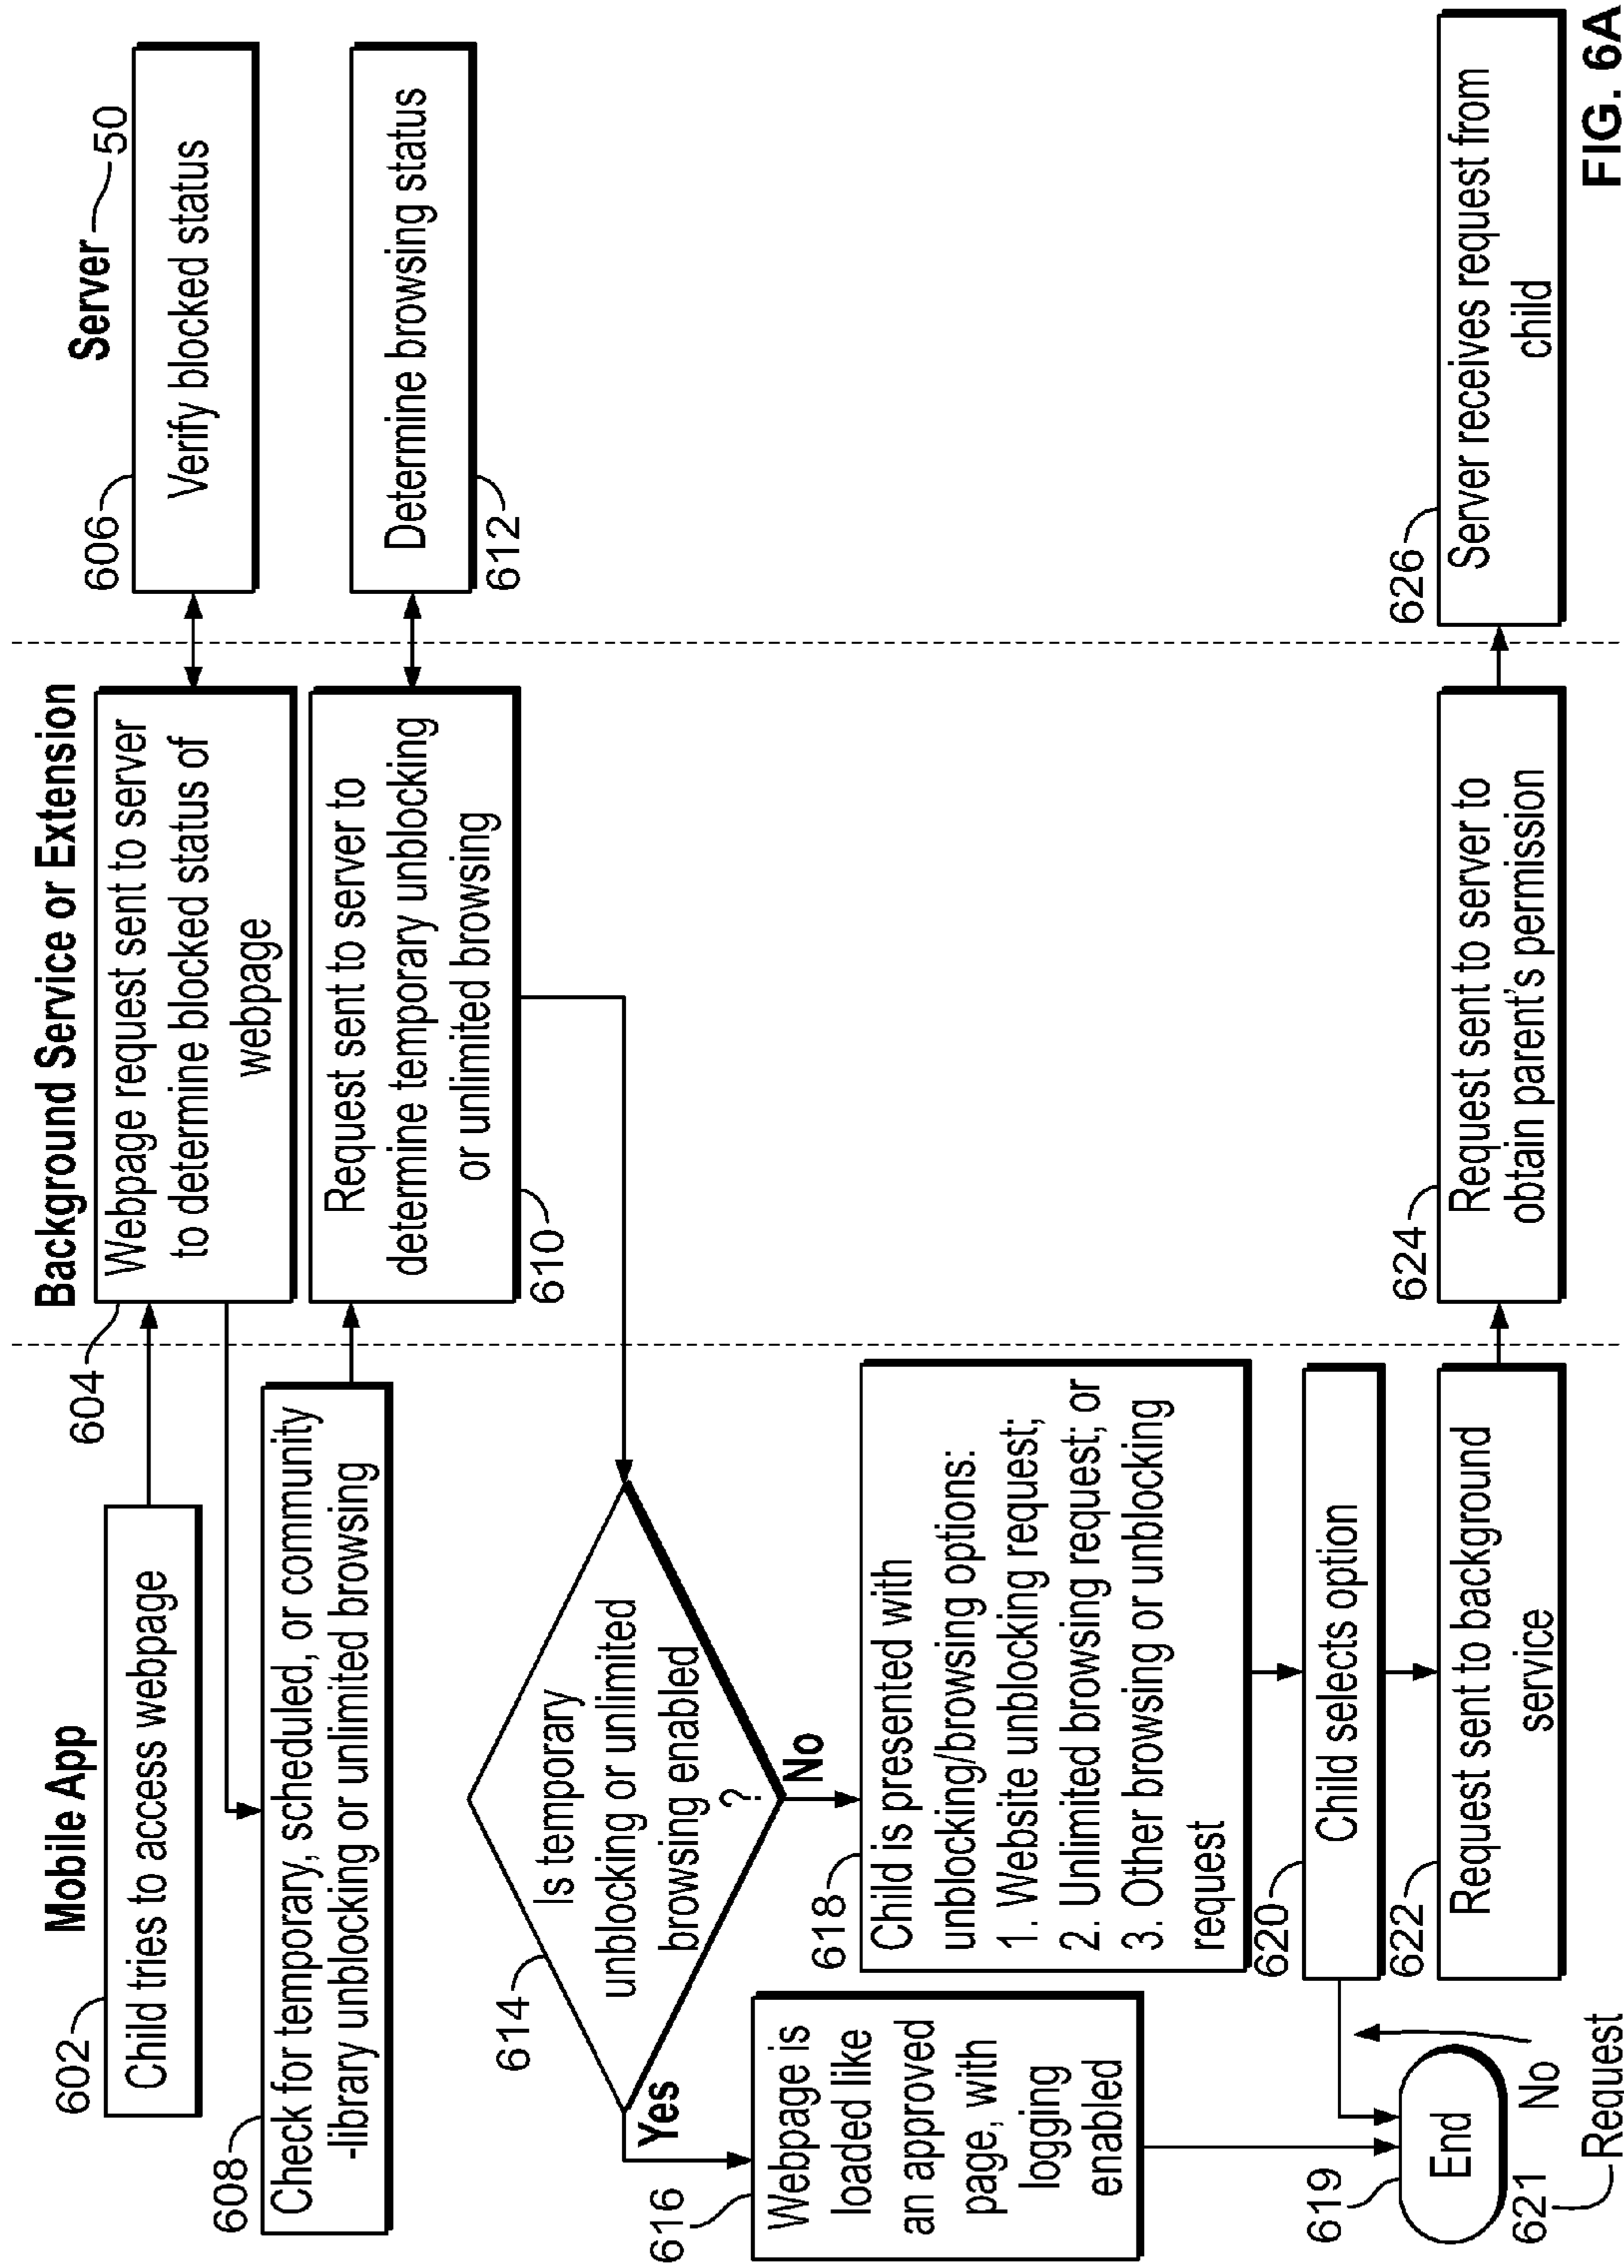 Mobile App
Background Service or Extension
Server
50
602
Child tries to access webpage
604
Webpage request sent to server
to determine blocked status of
webpage
606
Verify blocked status
608
Check for temporary, scheduled, or community
-library unblocking or unlimited browsing
Request sent to server to
determine temporary unblocking
or unlimited browsing
610
Determine browsing status
612
614
Is temporary
unblocking or unlimited
browsing enabled
?
Yes
No
616
Webpage is
loaded like
an approved
page, with
logging
enabled
618
Child is presented with
unblocking/browsing options:
1. Website unblocking request;
2. Unlimited browsing request; or
3. Other browsing or unblocking
request
620
Child selects option
619
End
621
No
Request
622
Request sent to background
service
624
Request sent to server to
obtain parent's permission
626
Server receives request from
child
FIG. 6A